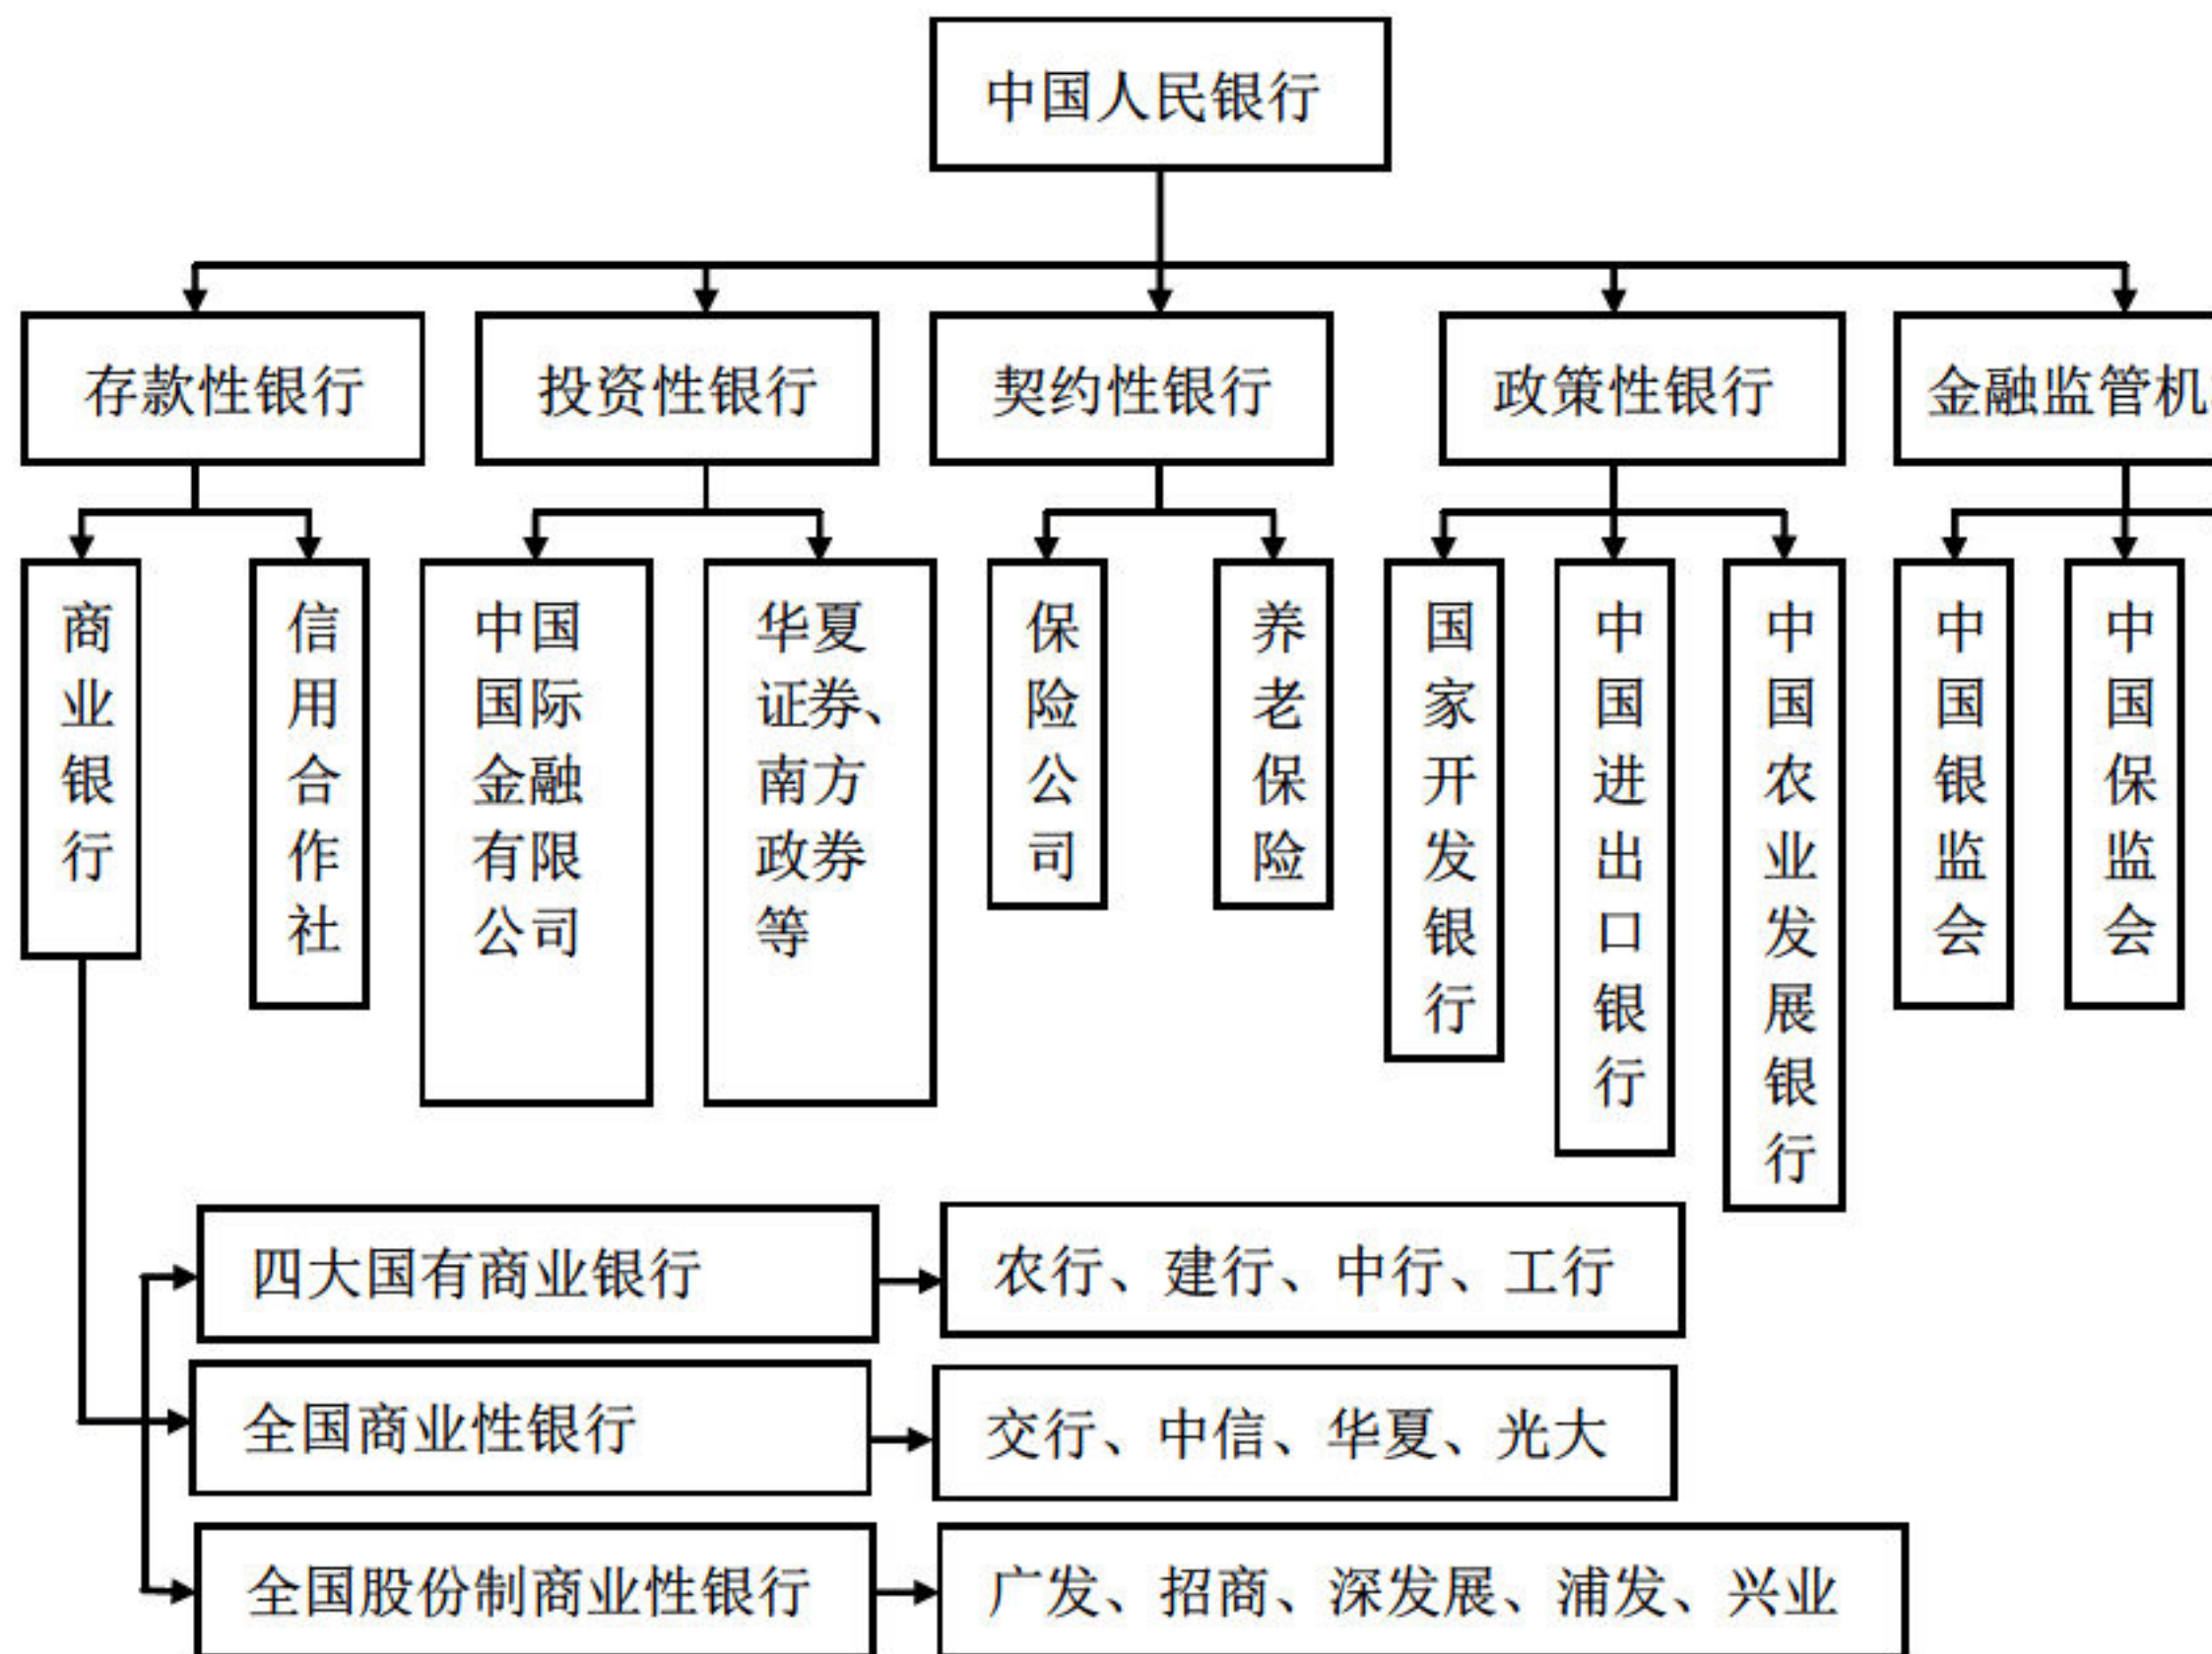 中国人民银行
存款性银行
投资性银行
契约性银行
政策性银行
金融监管机
商业银行
信用合作社
中国
国际
金融
有限
公司
华夏
证券、
南方
政券
等
保险公司
养老保险
国家开发银行
中国进出口银行
中国农业发展银行
中国银监会
中国保监会
四大国有商业银行
农行、建行、中行、工行
全国商业性银行
交行、中信、华夏、光大
全国股份制商业性银行
广发、招商、深发展、浦发、兴业